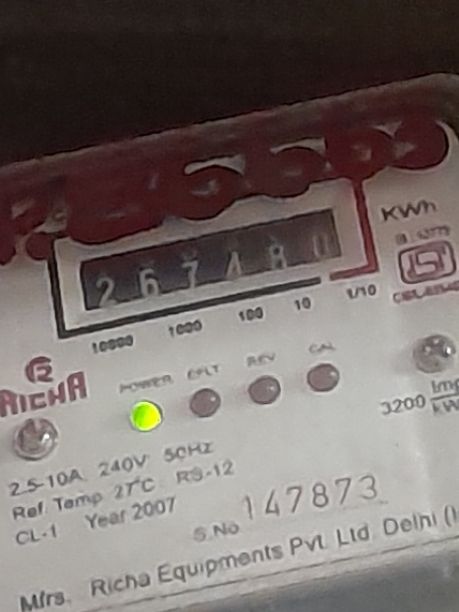 KWh
2 6 7 4 8 0
10000 1000 100 10 1/10
RICHA
POWER EFLT REV CAL
3200 Imp
2.5-10A 240V 50HZ
Ref. Temp 27°C RS-12
CL-1 Year 2007
S.No 147873
Mfrs. Richa Equipments Pvt. Ltd. Delhi